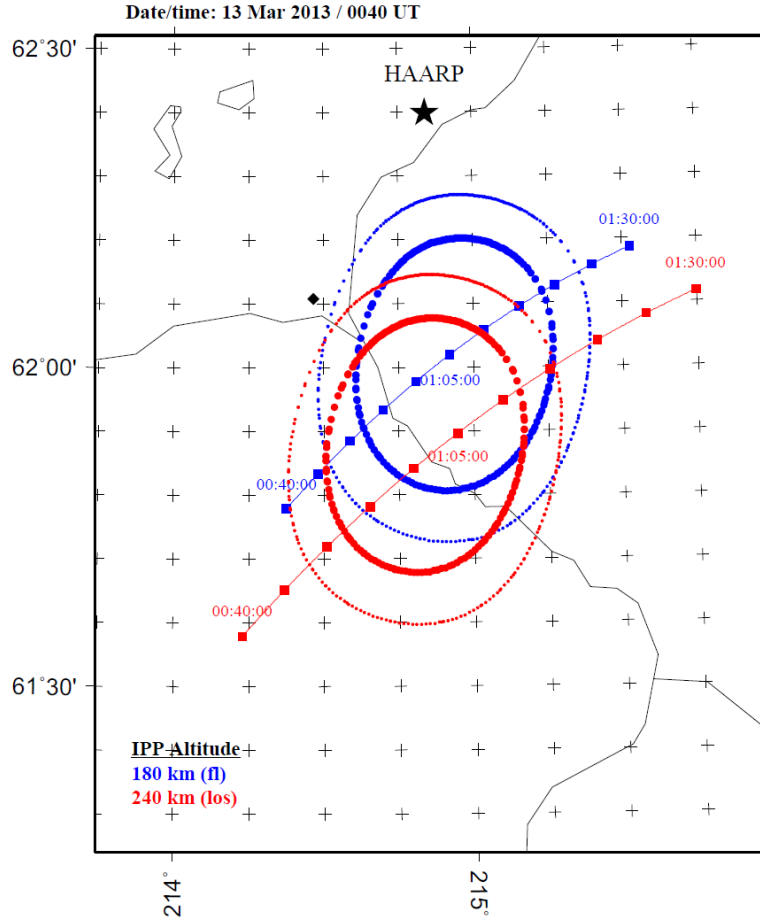 Date/time: 13 Mar 2013 / 0040 UT
62°30'
HAARP
01:30:00
01:30:00
62°00'
01:05:00
01:05:00
00:40:00
00:40:00
61°30'
IPP Altitude
180 km (fl)
240 km (los)
214°
215°